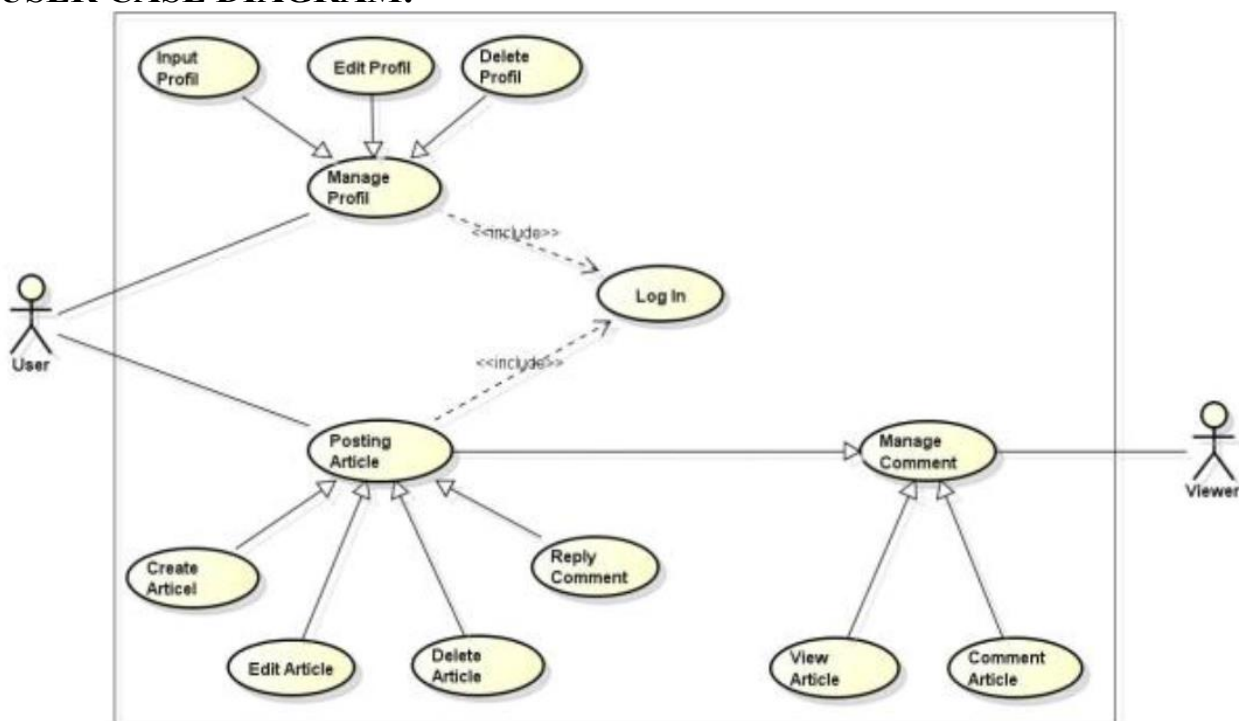 USER CASE DIAGRAM:
Input
Profil
Edit Profil
Delete
Profil
Manage
Profil
<<include>>
Log In
User
<<include>>
Posting
Article
Manage
Comment
Viewer
Create
Articel
Reply
Comment
Edit Article
Delete
Article
View
Article
Comment
Article